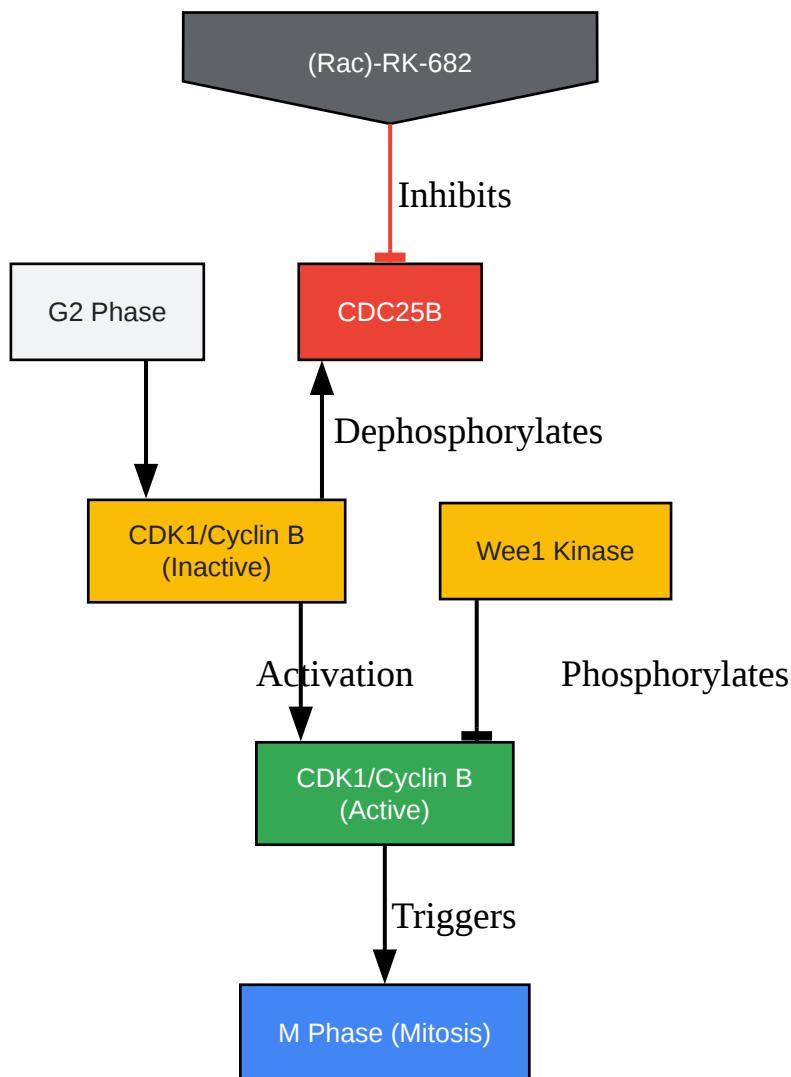 (Rac)-RK-682
Inhibits
G2 Phase
CDC25B
Dephosphorylates
CDK1/Cyclin B
(Inactive)
Wee1 Kinase
Activation
Phosphorylates
CDK1/Cyclin B
(Active)
Triggers
M Phase (Mitosis)